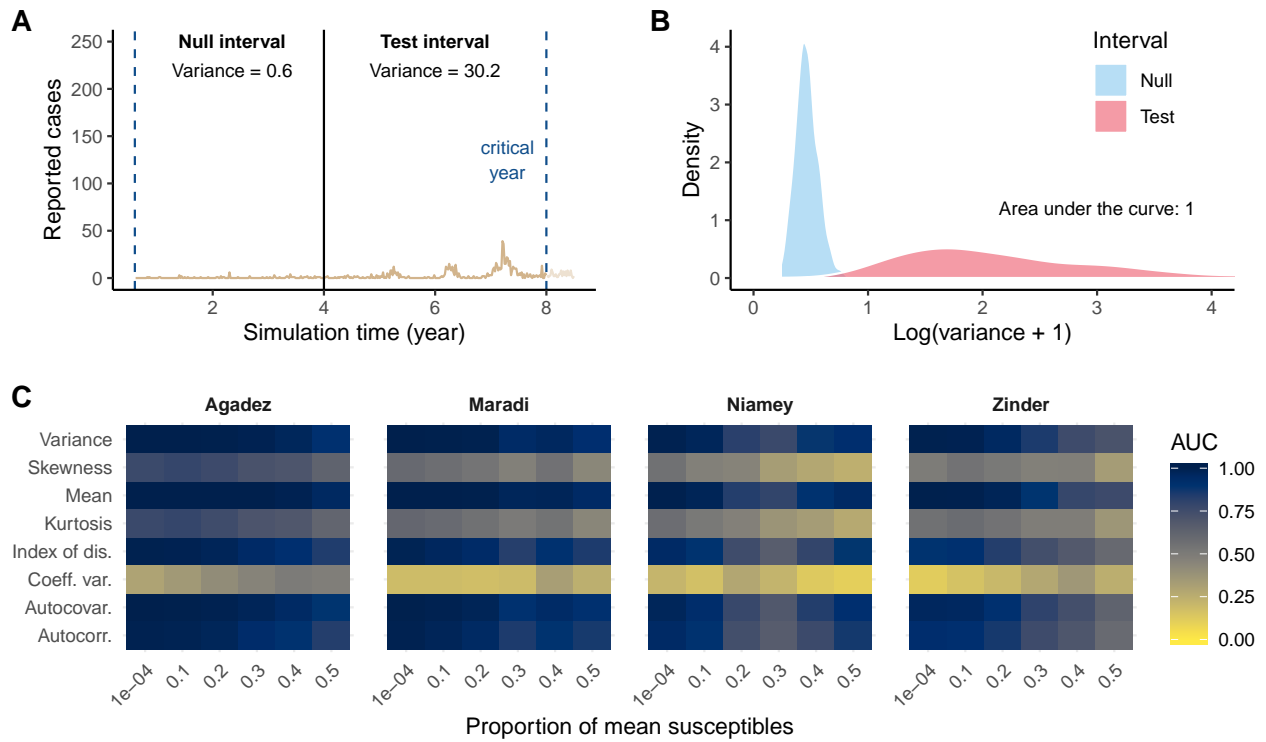 A
Null interval
Variance = 0.6
Test interval
Variance = 30.2
critical
year
Reported cases
250
200
150
100
50
0
2
4
6
8
Simulation time (year)
B
Density
4
3
2
1
0
Interval
Null
Test
Area under the curve: 1
0
1
2
3
4
Log(variance + 1)
C
Agadez
Maradi
Niamey
Zinder
Variance
Skewness
Mean
Kurtosis
Index of dis.
Coeff. var.
Autocovar.
Autocorr.
1e−04 0.1 0.2 0.3 0.4 0.5
1e−04 0.1 0.2 0.3 0.4 0.5
1e−04 0.1 0.2 0.3 0.4 0.5
1e−04 0.1 0.2 0.3 0.4 0.5
Proportion of mean susceptibles
AUC
1.00
0.75
0.50
0.25
0.00